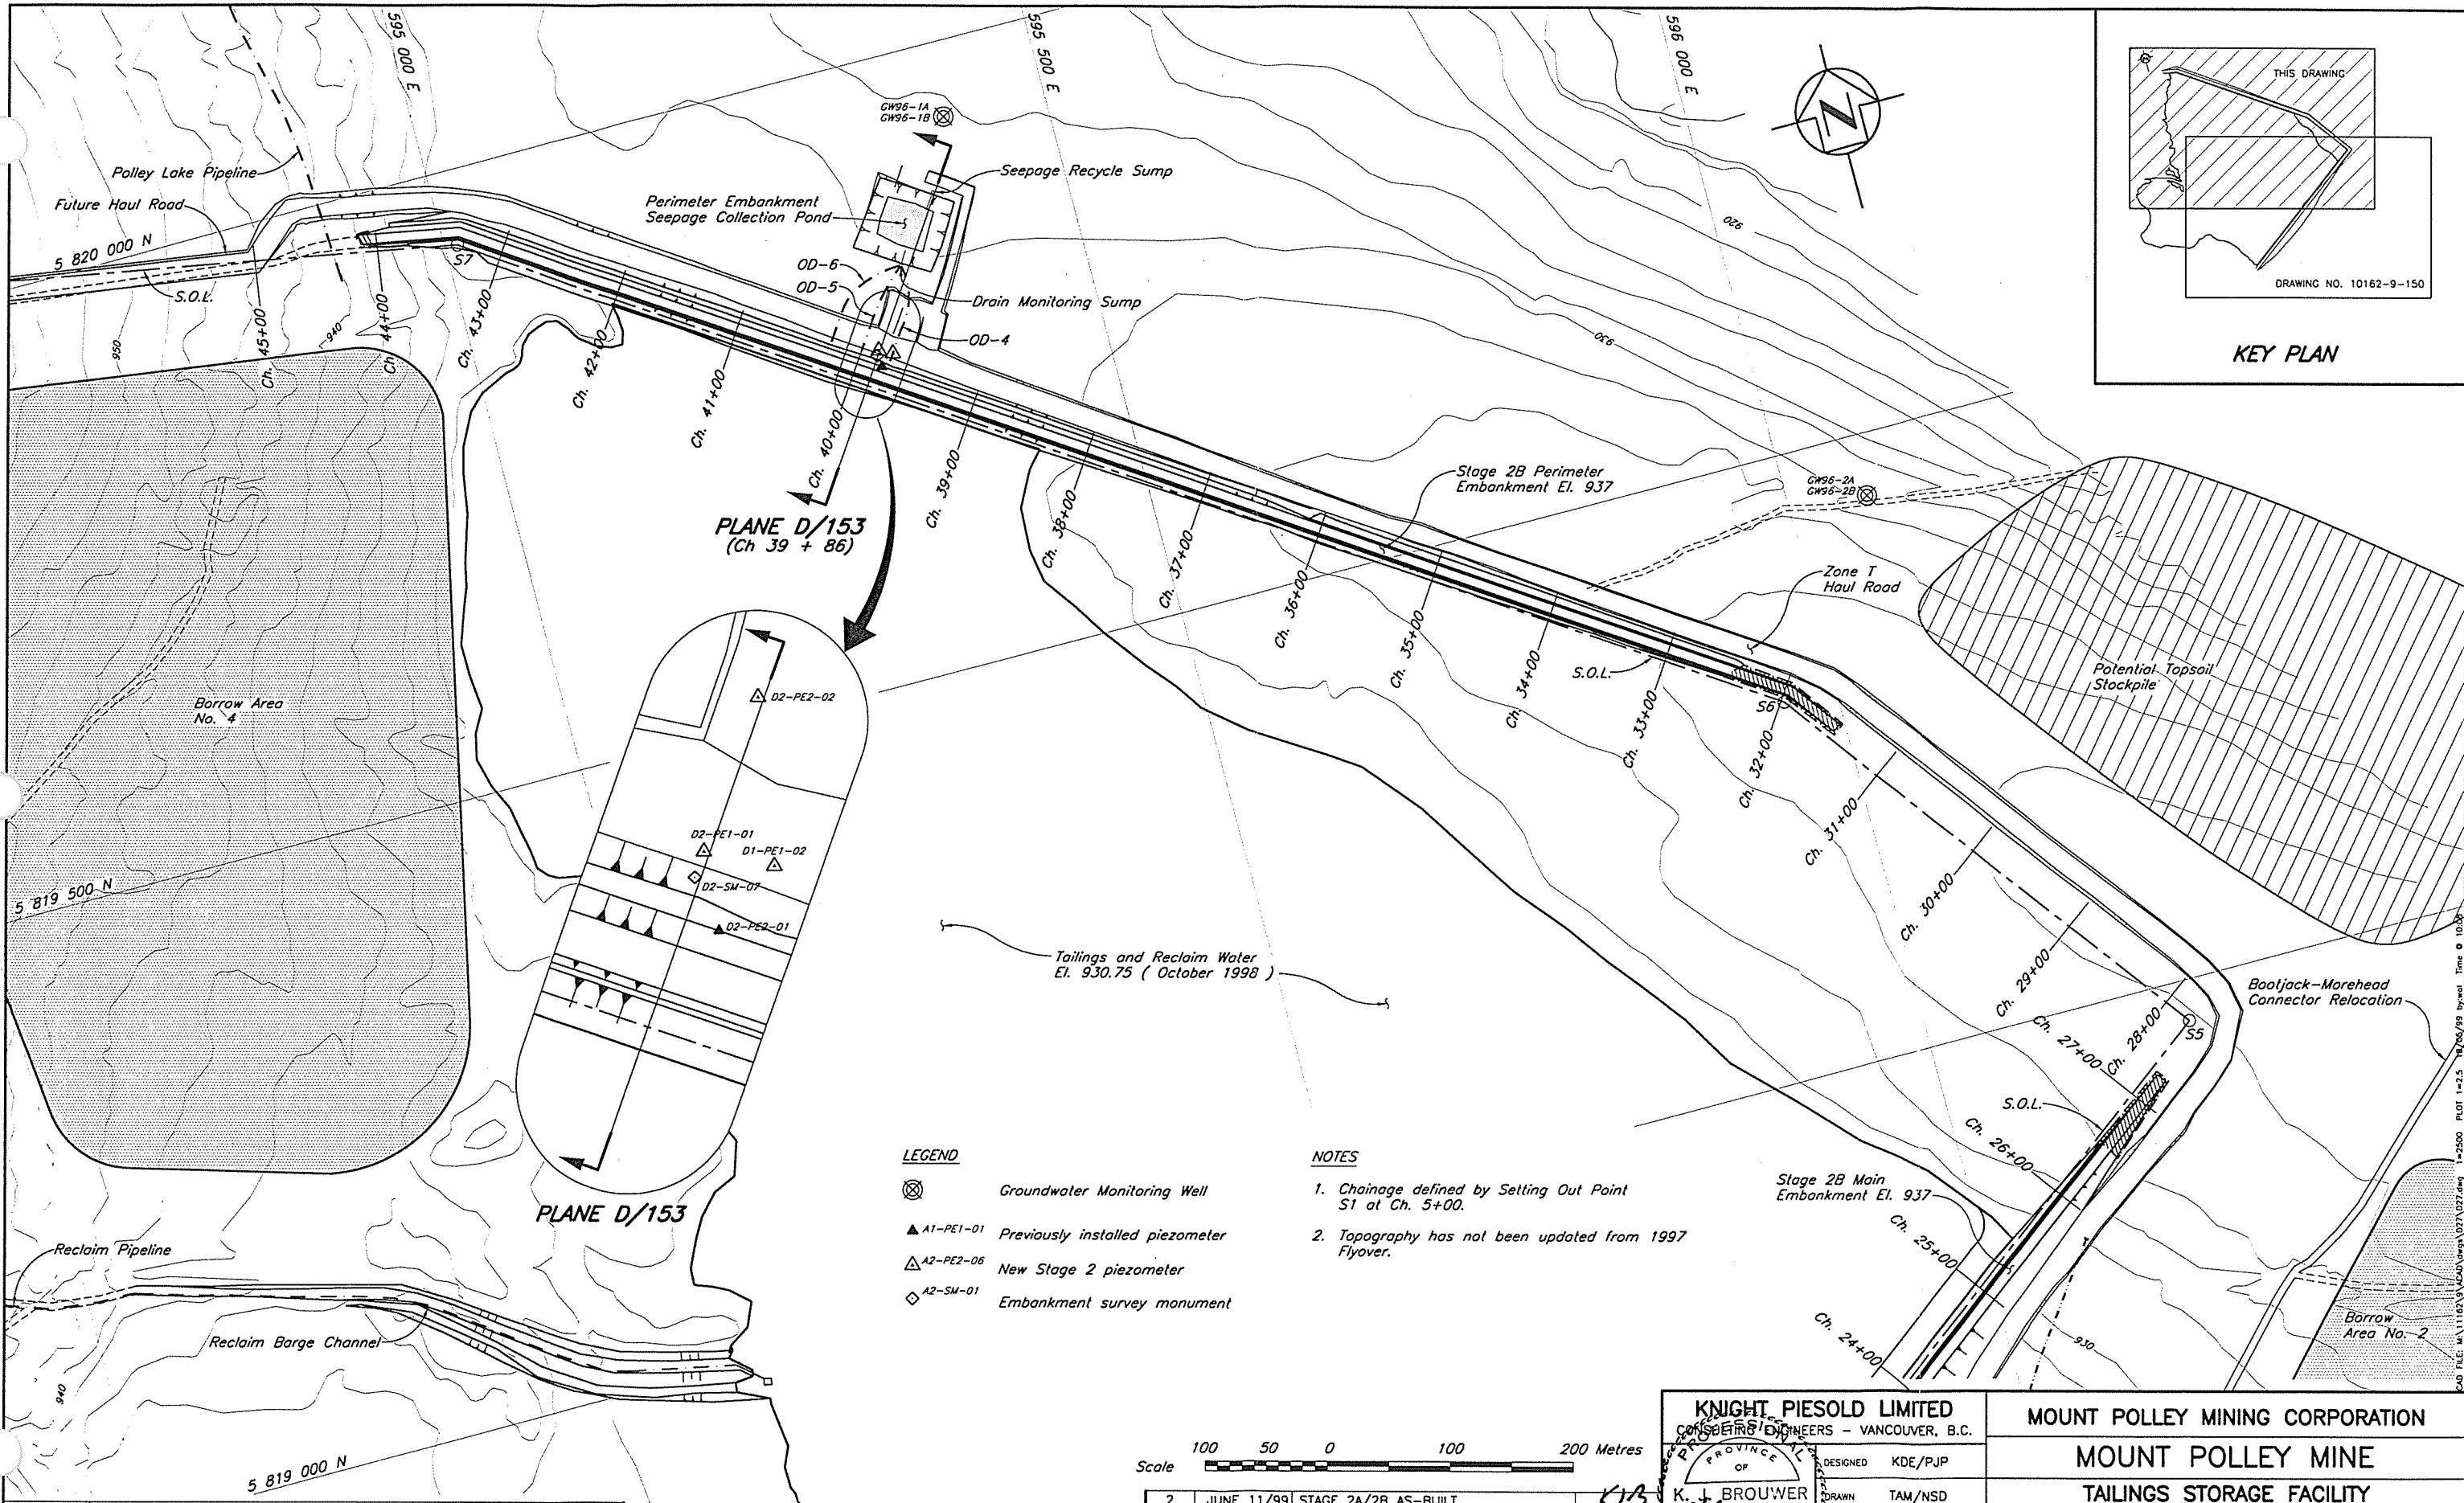 595 000 E
595 500 E
596 000 E
THIS DRAWING
DRAWING NO. 10162-9-150
KEY PLAN
GW96-1A
GW96-1B
Polley Lake Pipeline
Future Haul Road
5 820 000 N
S.O.L.
Perimeter Embankment
Seepage Collection Pond
Seepage Recycle Sump
OD-6
OD-5
Drain Monitoring Sump
OD-4
920
930
950
940
S7
Ch. 45+00
Ch. 44+00
Ch. 43+00
Ch. 42+00
Ch. 41+00
Ch. 40+00
Ch. 39+00
Ch. 38+00
Ch. 37+00
Ch. 36+00
Ch. 35+00
Ch. 34+00
Ch. 33+00
Ch. 32+00
Ch. 31+00
Ch. 30+00
Ch. 29+00
Ch. 28+00
Ch. 27+00
Ch. 26+00
Ch. 25+00
Ch. 24+00
PLANE D/153
(Ch 39 + 86)
Stage 2B Perimeter
Embankment El. 937
GW96-2A
GW96-2B
Zone T
Haul Road
S.O.L.
S6
Potential Topsoil
Stockpile
Borrow Area
No. 4
D2-PE2-02
D2-PE1-01
D1-PE1-02
D2-SM-07
D2-PE2-01
5 819 500 N
Tailings and Reclaim Water
El. 930.75 ( October 1998 )
Bootjack-Morehead
Connector Relocation
S5
S.O.L.
PLANE D/153
Stage 2B Main
Embankment El. 937
Reclaim Pipeline
Reclaim Barge Channel
940
930
Borrow
Area No. 2
5 819 000 N
LEGEND
Groundwater Monitoring Well
A1-PE1-01 Previously installed piezometer
A2-PE2-06 New Stage 2 piezometer
A2-SM-01 Embankment survey monument
NOTES
1. Chainage defined by Setting Out Point
S1 at Ch. 5+00.
2. Topography has not been updated from 1997
Flyover.
Scale
100 50 0 100 200 Metres
2 JUNE 11/99 STAGE 2A/2B AS-BUILT
KNIGHT PIESOLD LIMITED
CONSULTING ENGINEERS - VANCOUVER, B.C.
PROFESSIONAL
PROVINCE
OF
K. J. BROUWER
DESIGNED KDE/PJP
DRAWN TAM/NSD
MOUNT POLLEY MINING CORPORATION
MOUNT POLLEY MINE
TAILINGS STORAGE FACILITY